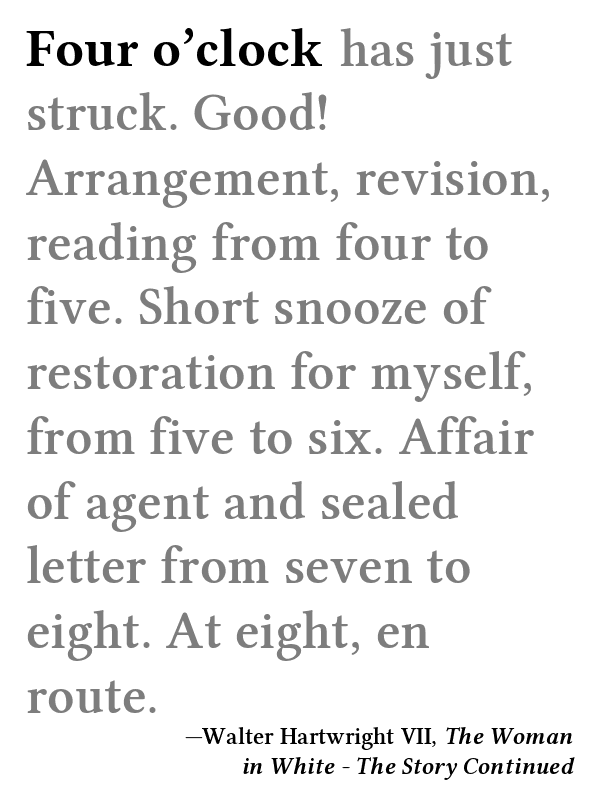 Four o’clock has just
struck. Good!
Arrangement, revision,
reading from four to
five. Short snooze of
restoration for myself,
from five to six. Affair
of agent and sealed
letter from seven to
eight. At eight, en
route.
—Walter Hartwright VII, The Woman
in White - The Story Continued